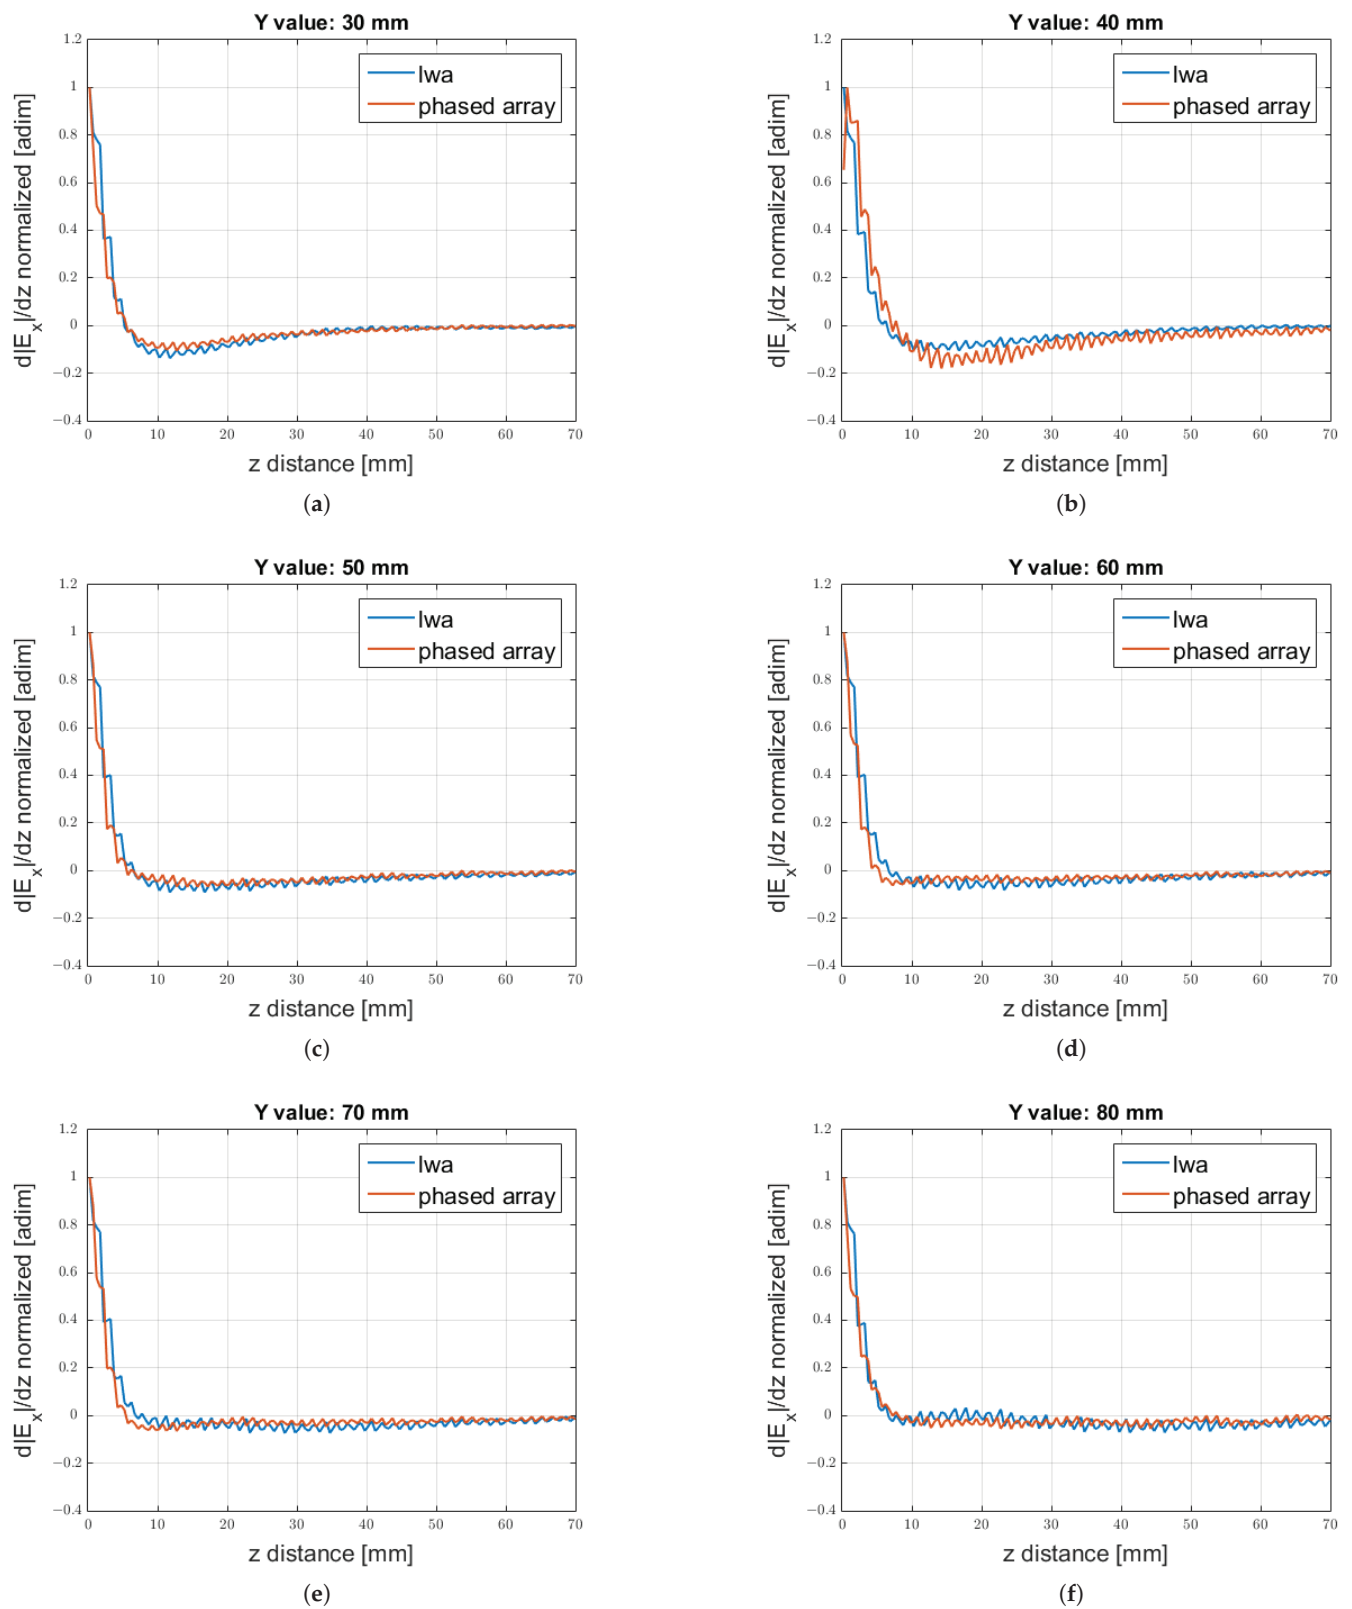 Y value: 30 mm
1.2
1
0.8
0.6
0.4
0.2
0
−0.2
−0.4
d|Eₓ|/dz normalized [adim]
lwa
phased array
0 10 20 30 40 50 60 70
z distance [mm]
(a)
Y value: 40 mm
1.2
1
0.8
0.6
0.4
0.2
0
−0.2
−0.4
d|Eₓ|/dz normalized [adim]
lwa
phased array
0 10 20 30 40 50 60 70
z distance [mm]
(b)
Y value: 50 mm
1.2
1
0.8
0.6
0.4
0.2
0
−0.2
−0.4
d|Eₓ|/dz normalized [adim]
lwa
phased array
0 10 20 30 40 50 60 70
z distance [mm]
(c)
Y value: 60 mm
1.2
1
0.8
0.6
0.4
0.2
0
−0.2
−0.4
d|Eₓ|/dz normalized [adim]
lwa
phased array
0 10 20 30 40 50 60 70
z distance [mm]
(d)
Y value: 70 mm
1.2
1
0.8
0.6
0.4
0.2
0
−0.2
−0.4
d|Eₓ|/dz normalized [adim]
lwa
phased array
0 10 20 30 40 50 60 70
z distance [mm]
(e)
Y value: 80 mm
1.2
1
0.8
0.6
0.4
0.2
0
−0.2
−0.4
d|Eₓ|/dz normalized [adim]
lwa
phased array
0 10 20 30 40 50 60 70
z distance [mm]
(f)